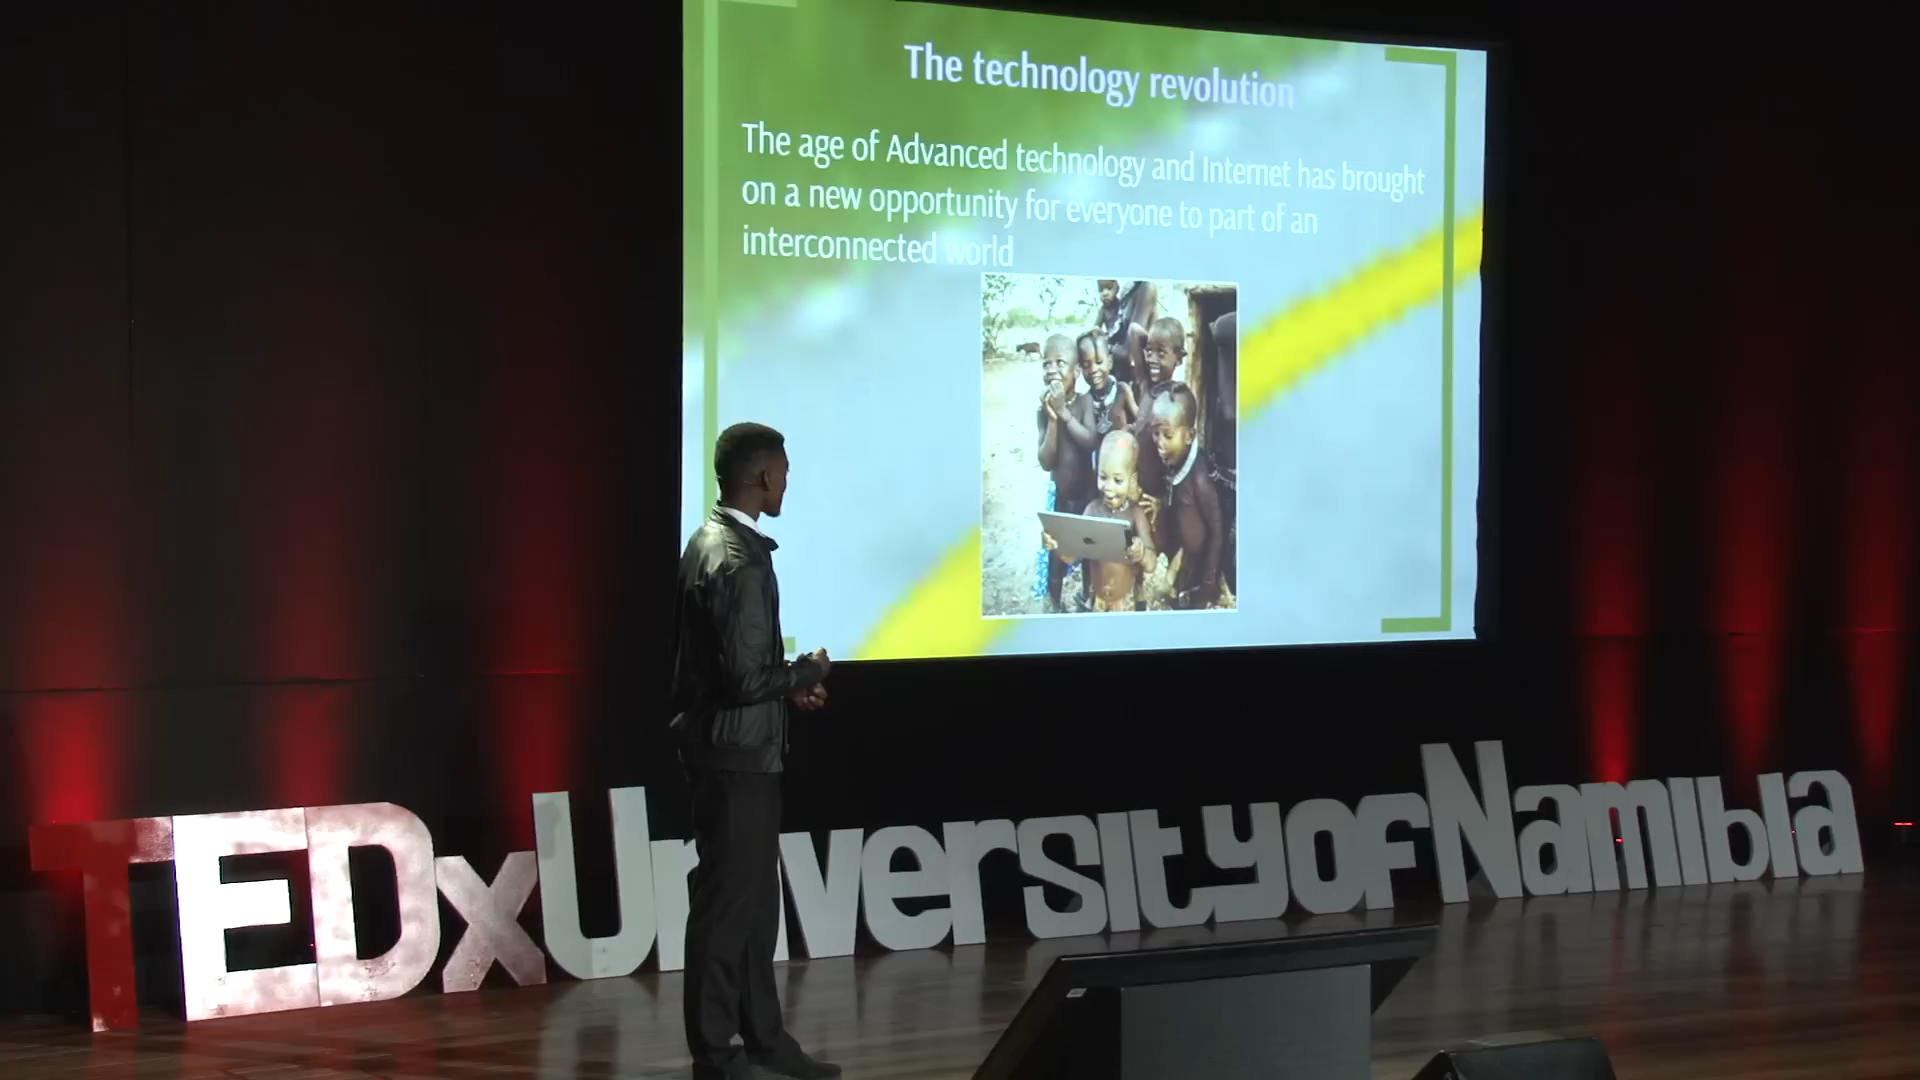 The technology revolution
The age of Advanced technology and Internet has brought
on a new opportunity for everyone to part of an
interconnected world
TEDxUniversityofNamibia